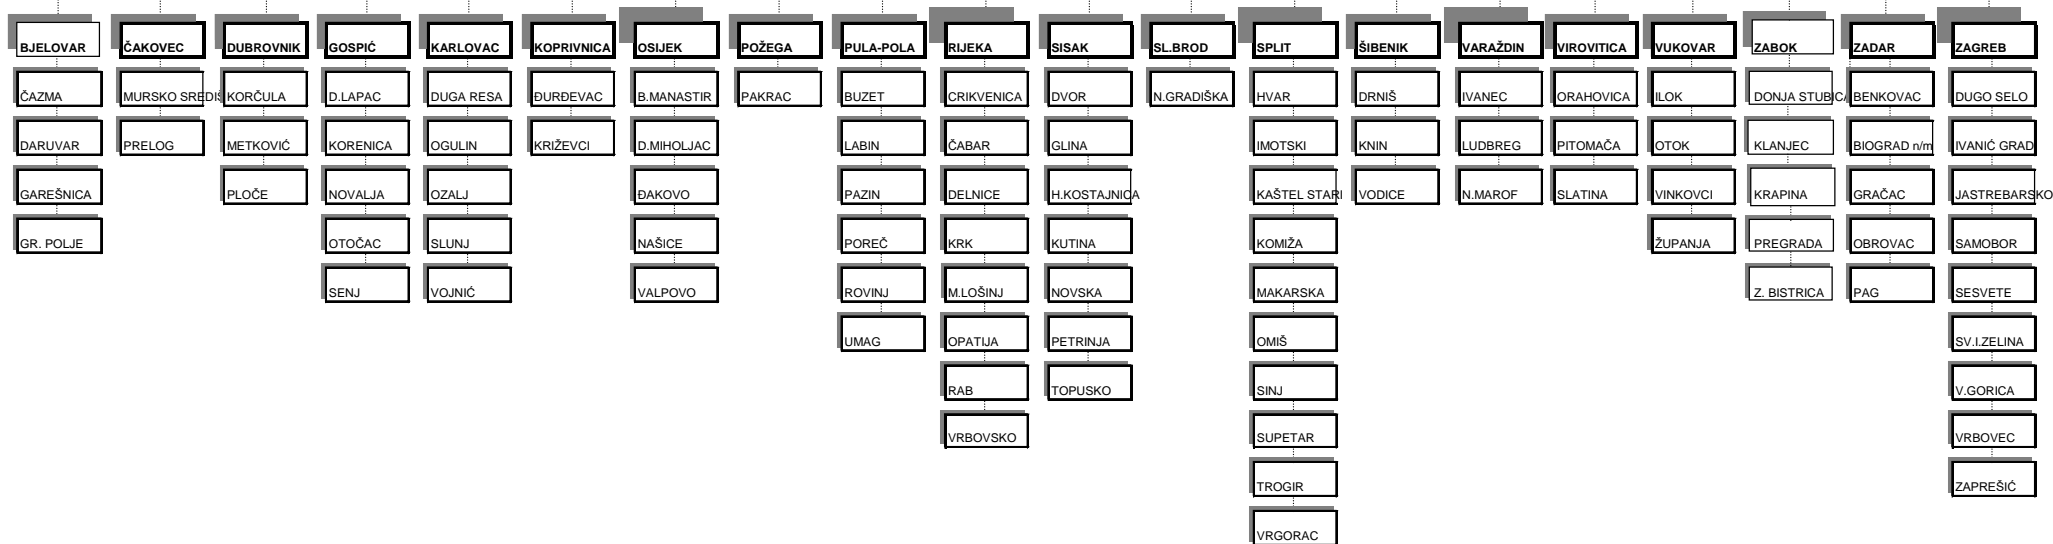 BJELOVAR
ČAZMA
DARUVAR
GAREŠNICA
GR. POLJE
ČAKOVEC
MURSKO SREDIŠ
PRELOG
DUBROVNIK
KORČULA
METKOVIĆ
PLOČE
GOSPIĆ
D.LAPAC
KORENICA
NOVALJA
OTOČAC
SENJ
KARLOVAC
DUGA RESA
OGULIN
OZALJ
SLUNJ
VOJNIĆ
KOPRIVNICA
ĐURĐEVAC
KRIŽEVCI
OSIJEK
B.MANASTIR
D.MIHOLJAC
ĐAKOVO
NAŠICE
VALPOVO
POŽEGA
PAKRAC
PULA-POLA
BUZET
LABIN
PAZIN
POREČ
ROVINJ
UMAG
RIJEKA
CRIKVENICA
ČABAR
DELNICE
KRK
M.LOŠINJ
OPATIJA
RAB
VRBOVSKO
SISAK
DVOR
GLINA
H.KOSTAJNICA
KUTINA
NOVSKA
PETRINJA
TOPUSKO
SL.BROD
N.GRADIŠKA
SPLIT
HVAR
IMOTSKI
KAŠTEL STARI
KOMIŽA
MAKARSKA
OMIŠ
SINJ
SUPETAR
TROGIR
VRGORAC
ŠIBENIK
DRNIŠ
KNIN
VODICE
VARAŽDIN
IVANEC
LUDBREG
N.MAROF
VIROVITICA
ORAHOVICA
PITOMAČA
SLATINA
VUKOVAR
ILOK
OTOK
VINKOVCI
ŽUPANJA
ZABOK
DONJA STUBICA
KLANJEC
KRAPINA
PREGRADA
Z. BISTRICA
ZADAR
BENKOVAC
BIOGRAD n/m
GRAČAC
OBROVAC
PAG
ZAGREB
DUGO SELO
IVANIĆ GRAD
JASTREBARSKO
SAMOBOR
SESVETE
SV.I.ZELINA
V.GORICA
VRBOVEC
ZAPREŠIĆ